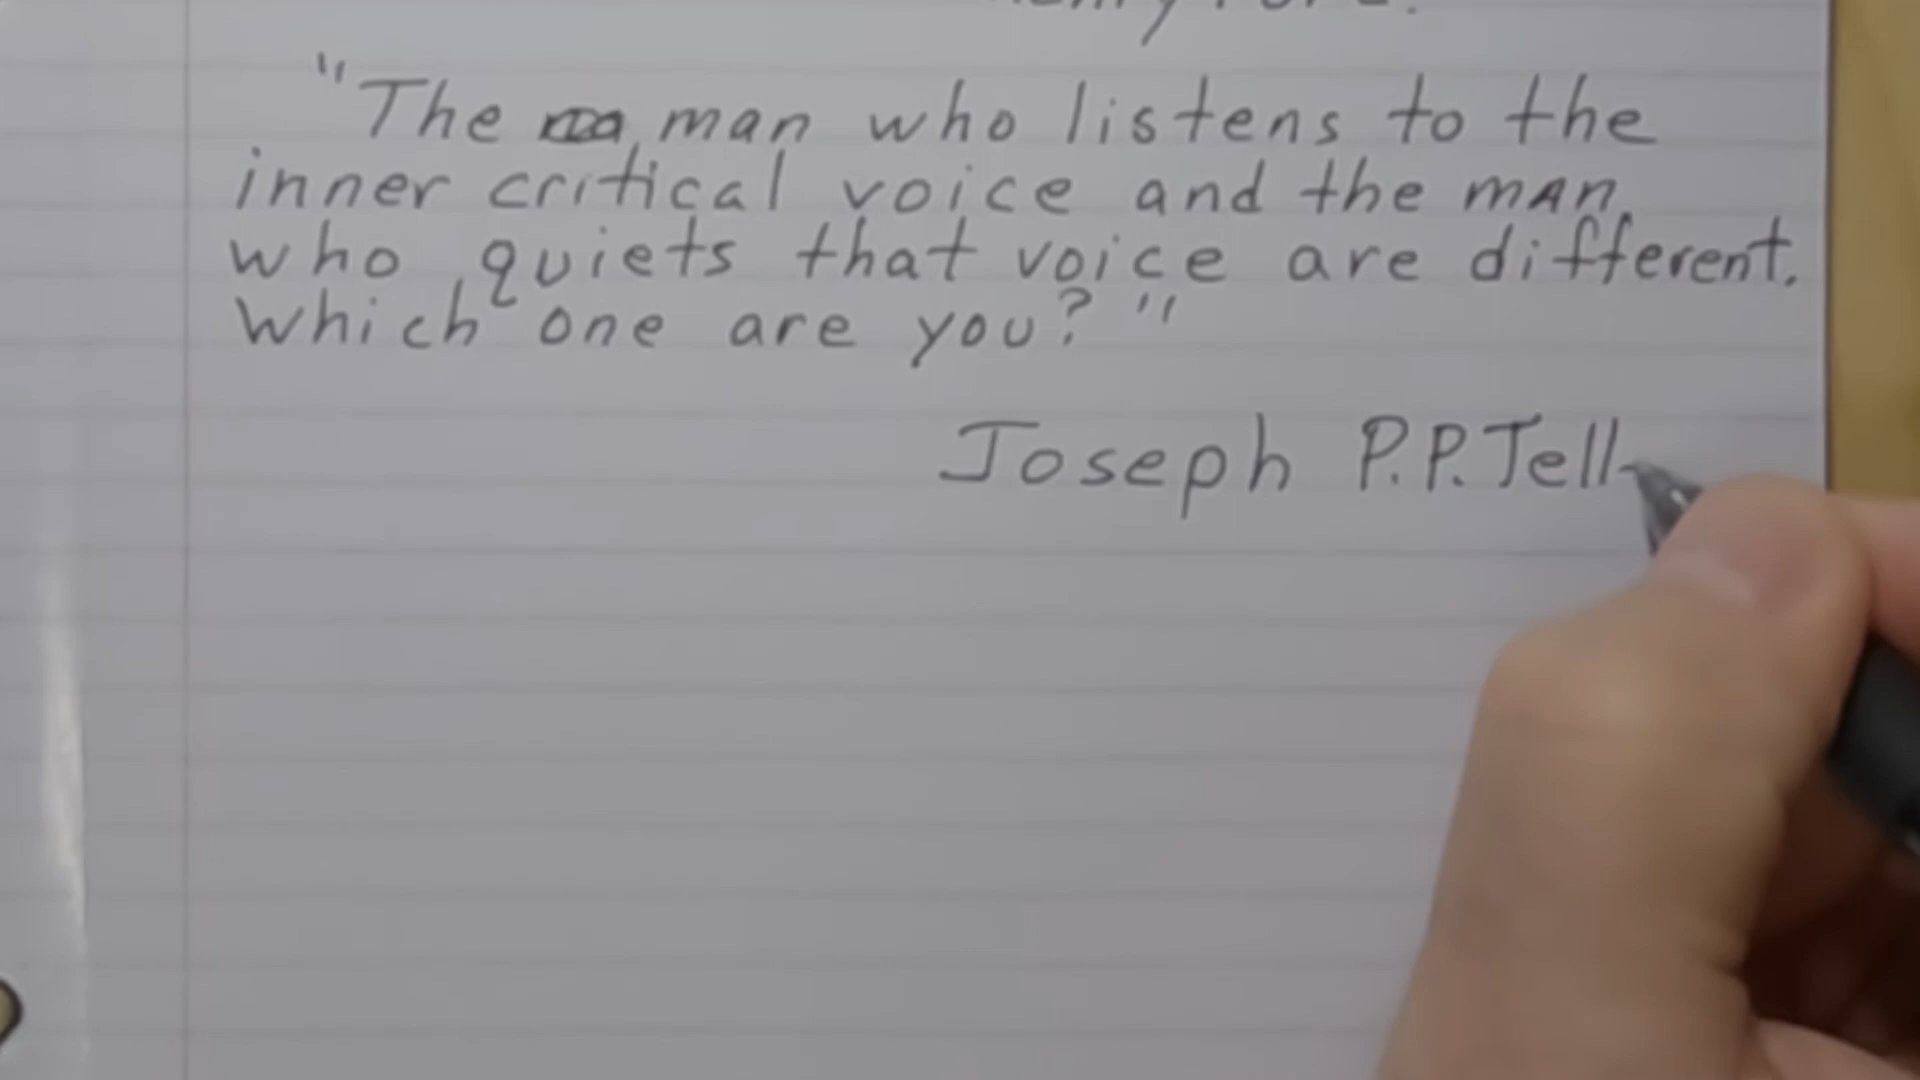 "The man who listens to the
inner critical voice and the man
who quiets that voice are different.
Which one are you?"
Joseph P.P. Tell